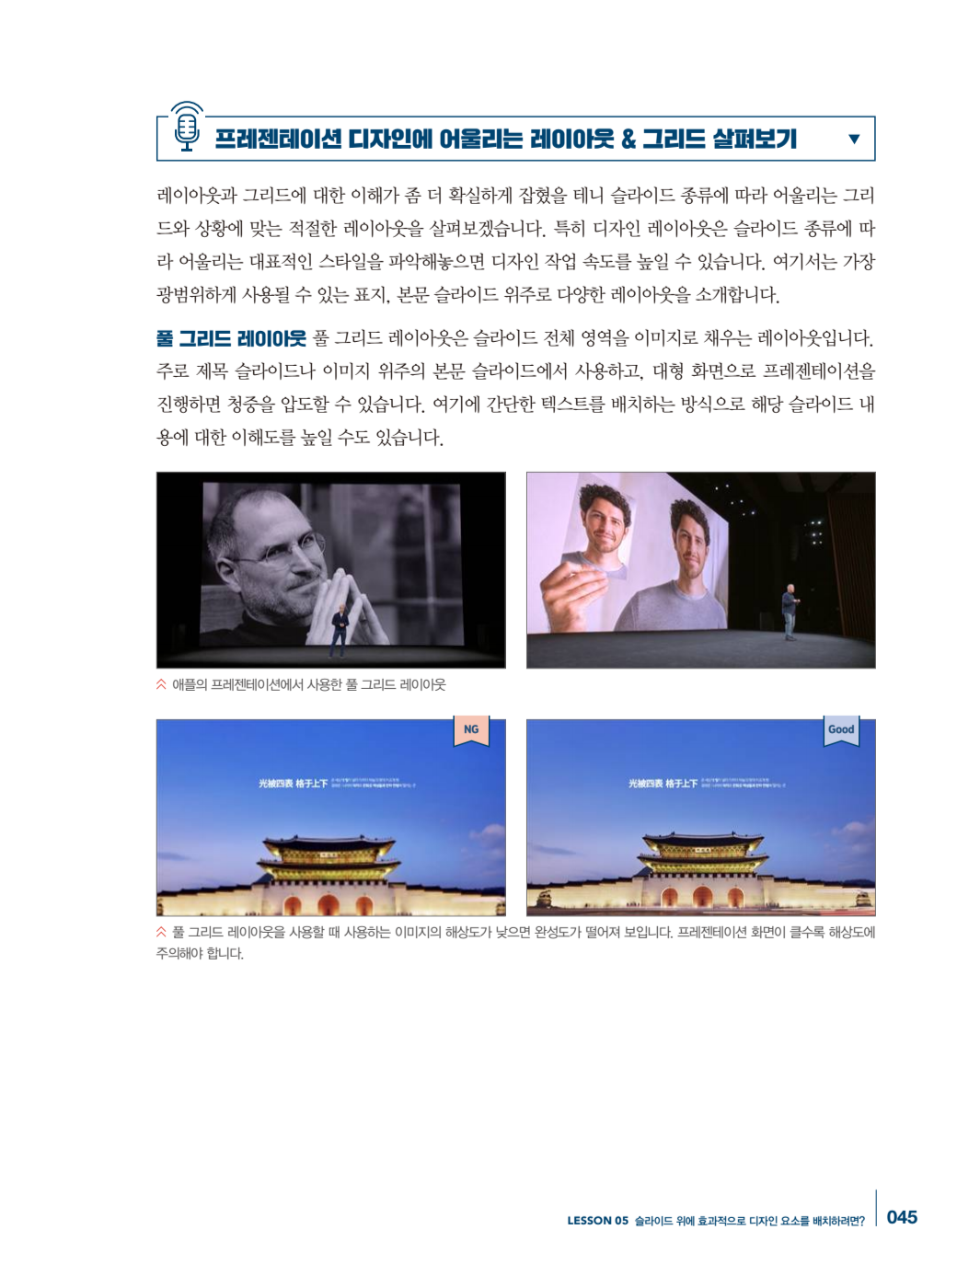 프레젠테이션 디자인에 어울리는 레이아웃 & 그리드 살펴보기 ▼
레이아웃과 그리드에 대한 이해가 좀 더 확실하게 잡혔을 테니 슬라이드 종류에 따라 어울리는 그리
드와 상황에 맞는 적절한 레이아웃을 살펴보겠습니다. 특히 디자인 레이아웃은 슬라이드 종류에 따
라 어울리는 대표적인 스타일을 파악해놓으면 디자인 작업 속도를 높일 수 있습니다. 여기서는 가장
광범위하게 사용될 수 있는 표지, 본문 슬라이드 위주로 다양한 레이아웃을 소개합니다.
풀 그리드 레이아웃 풀 그리드 레이아웃은 슬라이드 전체 영역을 이미지로 채우는 레이아웃입니다.
주로 제목 슬라이드나 이미지 위주의 본문 슬라이드에서 사용하고, 대형 화면으로 프레젠테이션을
진행하면 청중을 압도할 수 있습니다. 여기에 간단한 텍스트를 배치하는 방식으로 해당 슬라이드 내
용에 대한 이해도를 높일 수도 있습니다.
애플의 프레젠테이션에서 사용한 풀 그리드 레이아웃
NG
光被四表 格于上下
Good
光被四表 格于上下
풀 그리드 레이아웃을 사용할 때 사용하는 이미지의 해상도가 낮으면 완성도가 떨어져 보입니다. 프레젠테이션 화면이 클수록 해상도에
주의해야 합니다.
LESSON 05 슬라이드 위에 효과적으로 디자인 요소를 배치하려면? 045